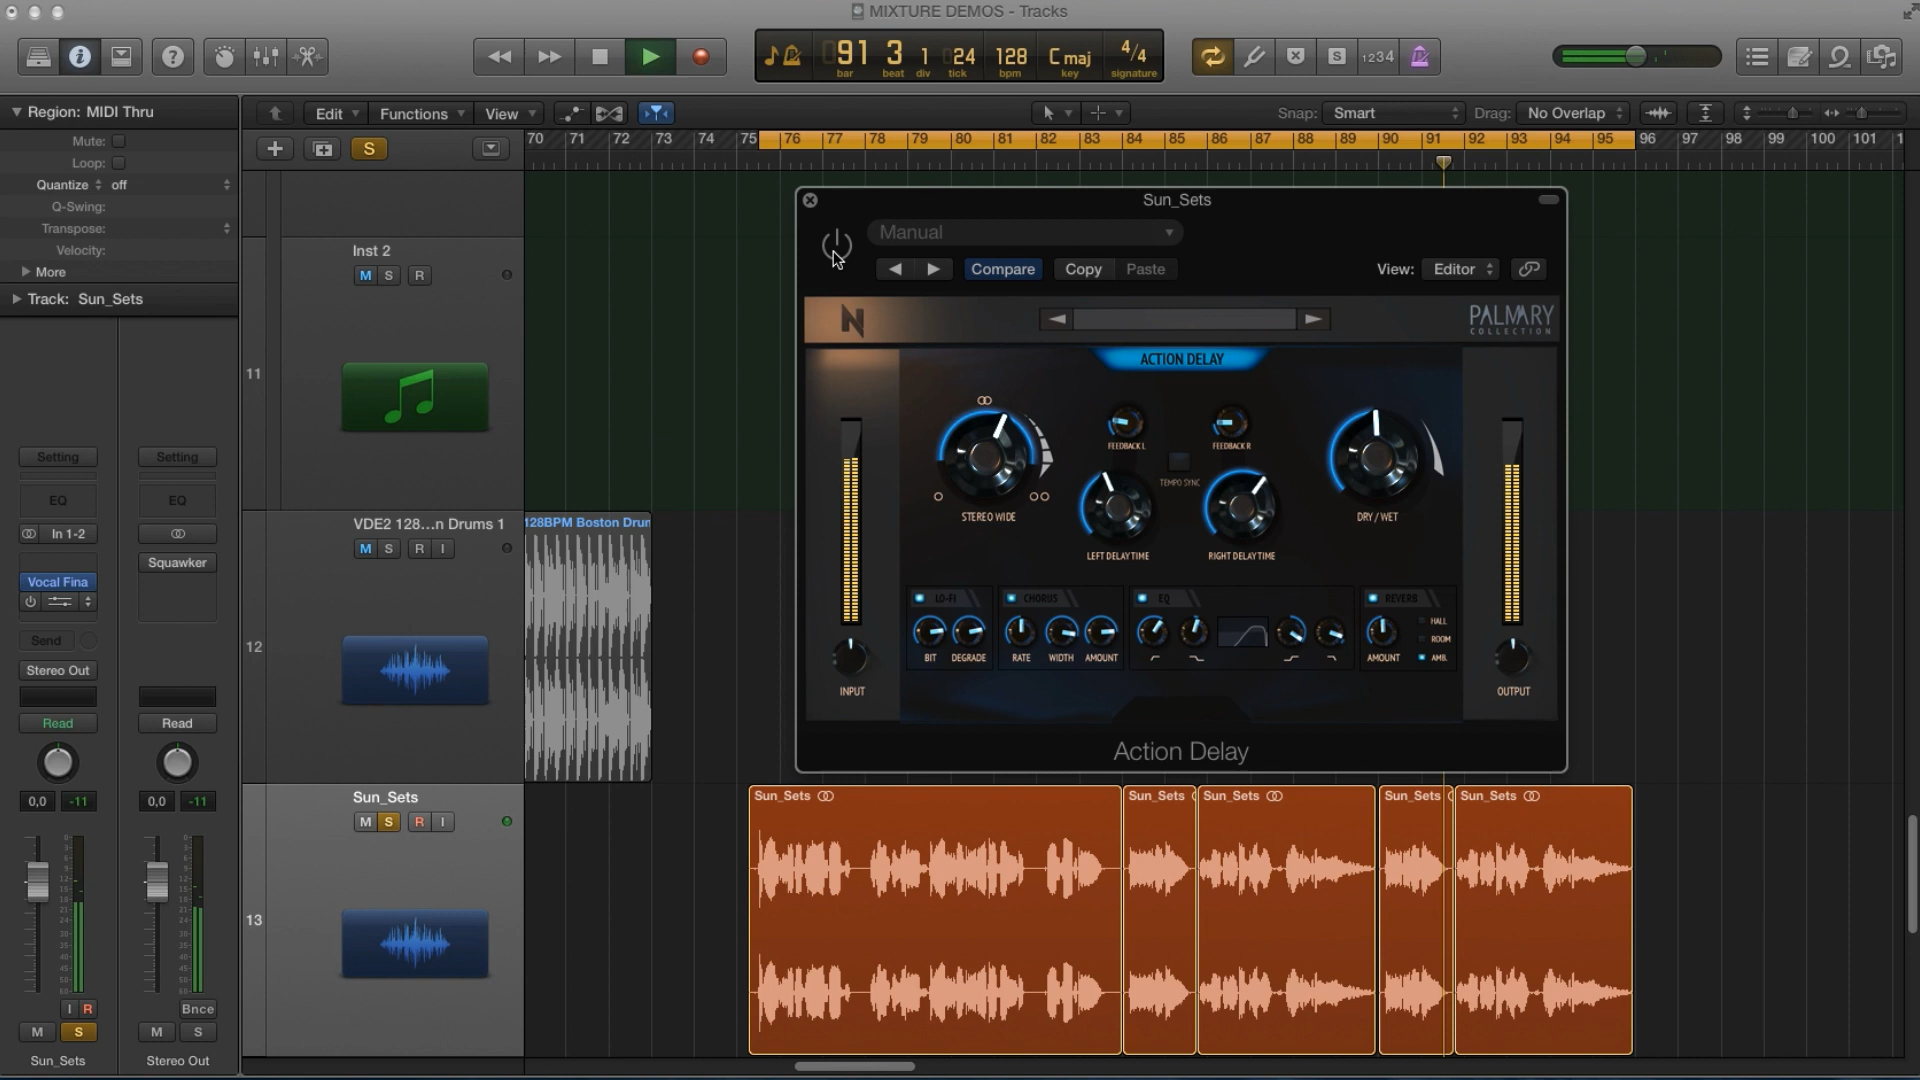 MIXTURE DEMOS - Tracks
91 3 1 024 128 C maj 4/4
bar beat div tick bpm key signature
S 1234
Region: MIDI Thru
Edit Functions View
Snap: Smart Drag: No Overlap
Mute:
Loop:
Quantize off
Q-Swing:
Transpose:
Velocity:
More
Track: Sun_Sets
S
70 71 72 73 74 75 76 77 78 79 80 81 82 83 84 85 86 87 88 89 90 91 92 93 94 95 96 97 98 99 100 101
Inst 2
M S R
11
Sun_Sets
Manual
Compare Copy Paste View: Editor
N
PALMARY
COLLECTION
ACTION DELAY
FEEDBACK L FEEDBACK R
TEMPO SYNC
STEREO WIDE DRY / WET
LEFT DELAY TIME RIGHT DELAY TIME
LO-FI CHORUS EQ REVERB
HALL
ROOM
AMB.
BIT DEGRADE RATE WIDTH AMOUNT AMOUNT
INPUT OUTPUT
Action Delay
Setting Setting
EQ EQ
In 1-2
Squawker
Vocal Fina
Send
Stereo Out
Read Read
0,0 -11 0,0 -11
I R Bnce
M S M S
Sun_Sets Stereo Out
VDE2 128...n Drums 1
M S R I
12
128BPM Boston Drur
Sun_Sets
M S R I
13
Sun_Sets Sun_Sets Sun_Sets Sun_Sets Sun_Sets